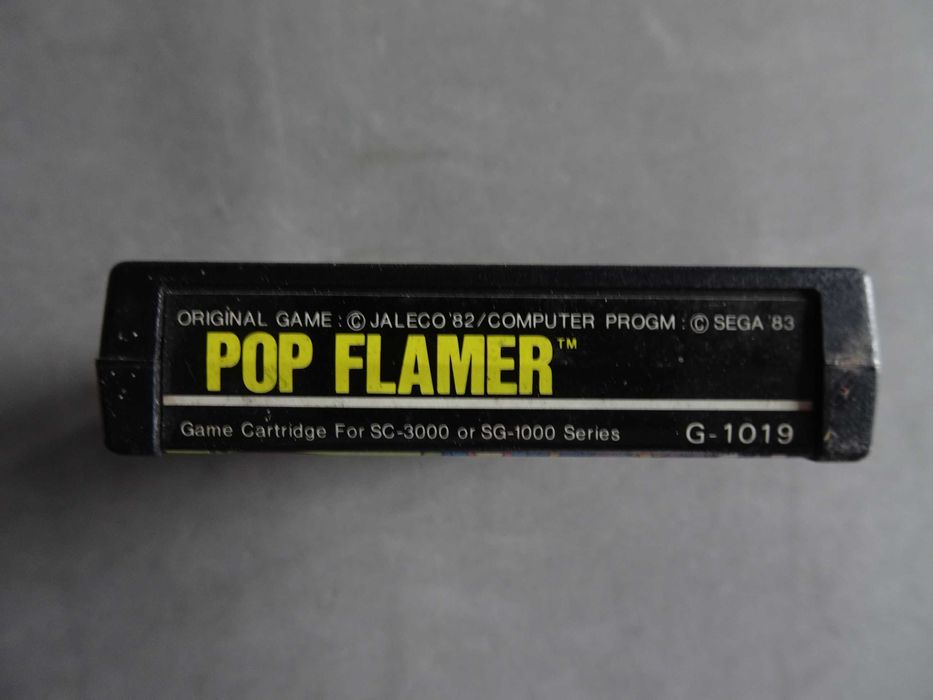 ORIGINAL GAME : © JALECO '82/COMPUTER PROGM : © SEGA '83
POP FLAMER™
Game Cartridge For SC-3000 or SG-1000 Series G-1019